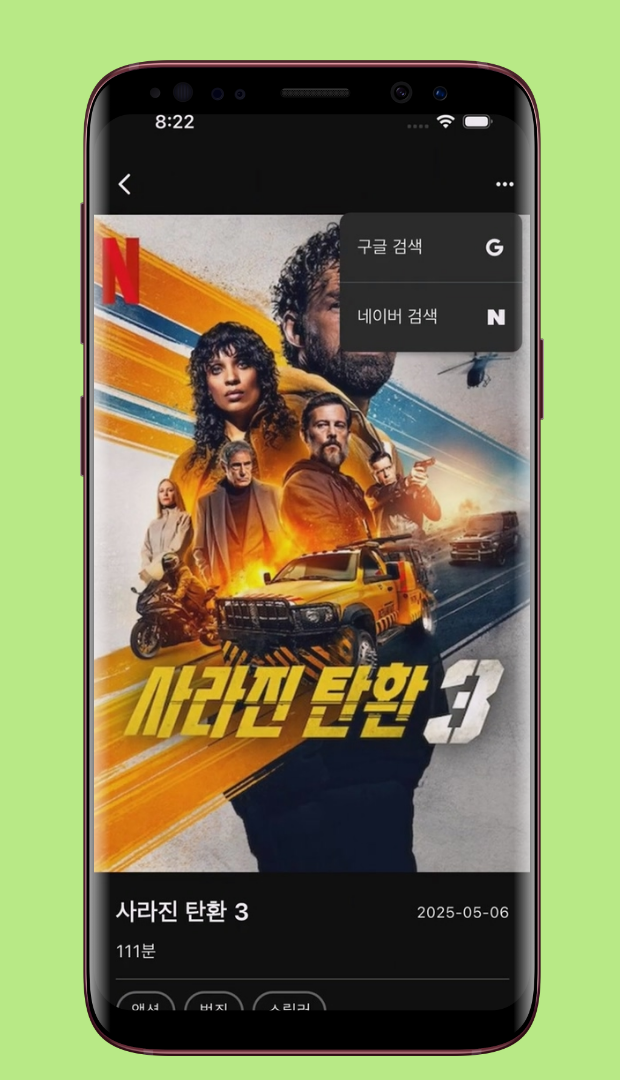 8:22
구글 검색 G
네이버 검색 N
N
사라진 탄환 3
사라진 탄환 3
2025-05-06
111분
액션 범죄 스릴러